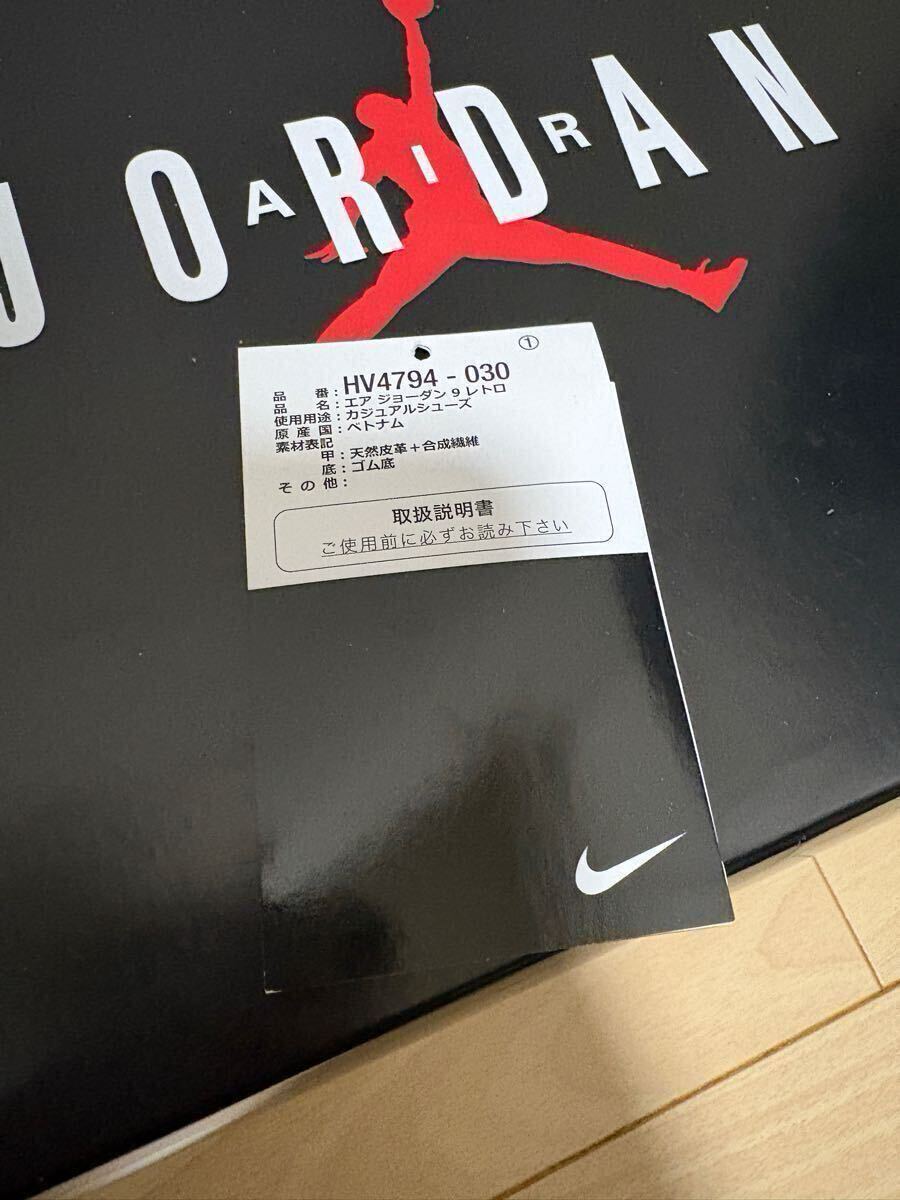 JORDAN
AIR
①
品番：HV4794 - 030
品名：エア ジョーダン 9 レトロ
使用用途：カジュアルシューズ
原産国：ベトナム
素材表記
甲：天然皮革＋合成繊維
底：ゴム底
その他：
取扱説明書
ご使用前に必ずお読み下さい